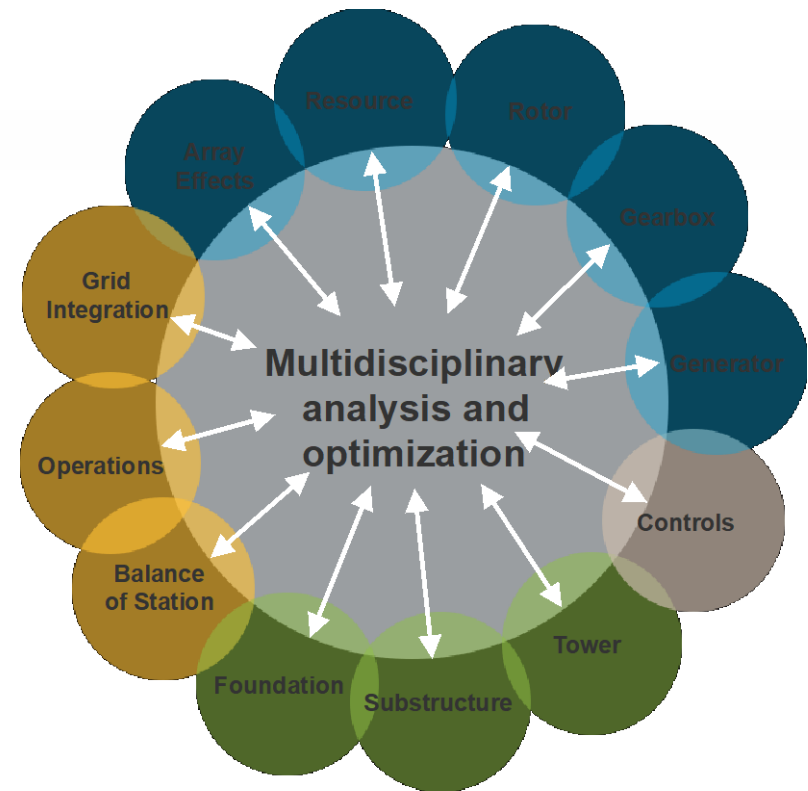 Resource
Rotor
Array
Effects
Gearbox
Grid
Integration
Generator
Multidisciplinary
analysis and
optimization
Operations
Controls
Balance
of Station
Tower
Foundation
Substructure